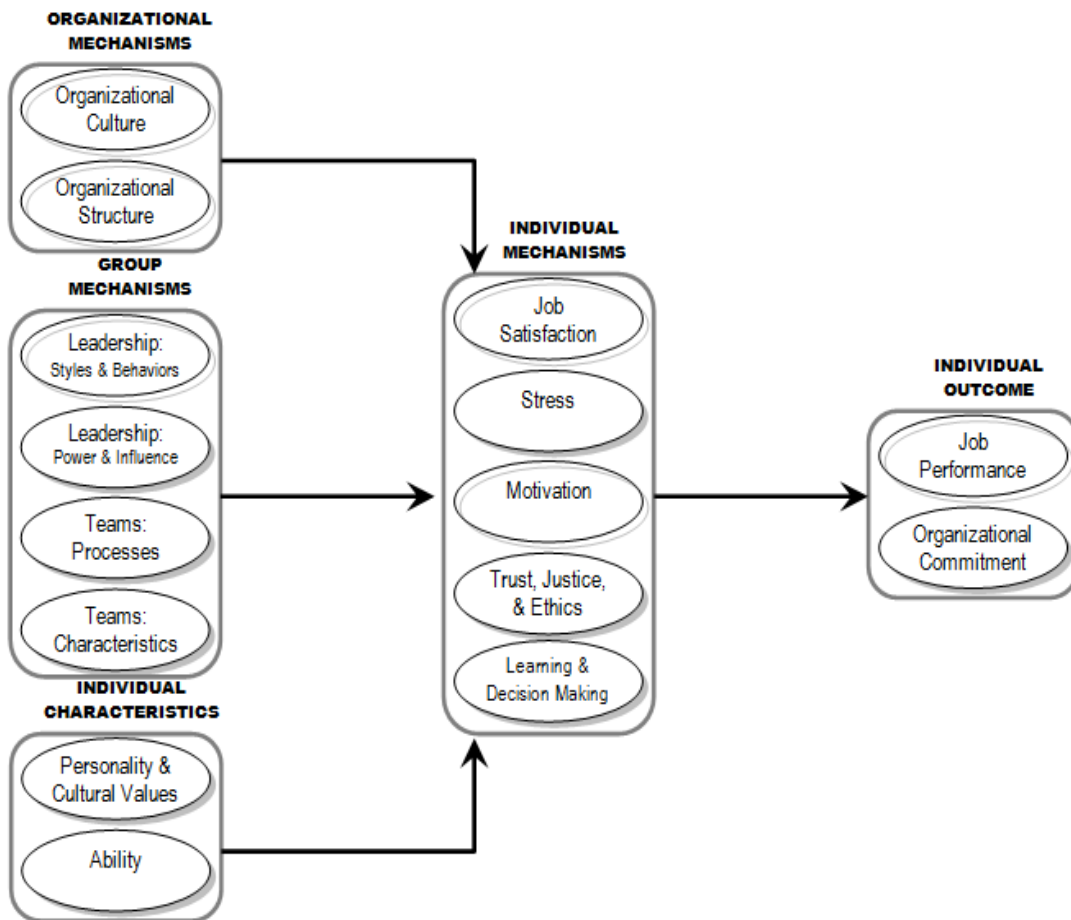 ORGANIZATIONAL
MECHANISMS
Organizational
Culture
Organizational
Structure
GROUP
MECHANISMS
Leadership:
Styles & Behaviors
Leadership:
Power & Influence
Teams:
Processes
Teams:
Characteristics
INDIVIDUAL
CHARACTERISTICS
Personality &
Cultural Values
Ability
INDIVIDUAL
MECHANISMS
Job
Satisfaction
Stress
Motivation
Trust, Justice,
& Ethics
Learning &
Decision Making
INDIVIDUAL
OUTCOME
Job
Performance
Organizational
Commitment